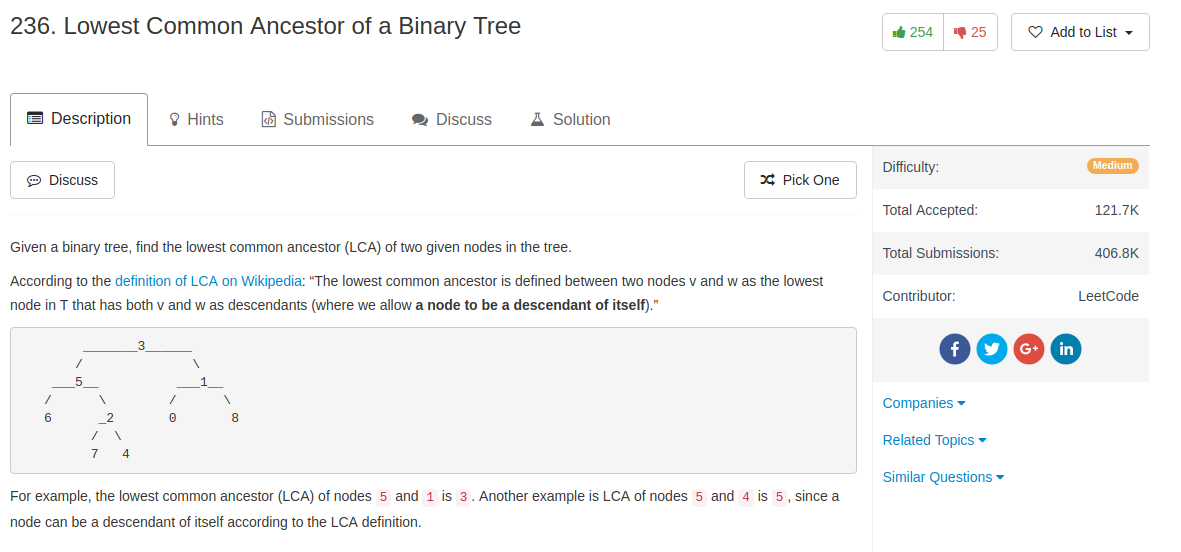 236. Lowest Common Ancestor of a Binary Tree
254
25
Add to List
Description
Hints
Submissions
Discuss
Solution
Discuss
Pick One
Given a binary tree, find the lowest common ancestor (LCA) of two given nodes in the tree.
According to the definition of LCA on Wikipedia: “The lowest common ancestor is defined between two nodes v and w as the lowest
node in T that has both v and w as descendants (where we allow a node to be a descendant of itself).”
        _______3______
       /              \
    ___5__          ___1__
   /      \        /      \
   6      _2       0       8
         /  \
         7   4
For example, the lowest common ancestor (LCA) of nodes 5 and 1 is 3. Another example is LCA of nodes 5 and 4 is 5, since a
node can be a descendant of itself according to the LCA definition.
Difficulty: Medium
Total Accepted: 121.7K
Total Submissions: 406.8K
Contributor: LeetCode
f
G+
in
Companies
Related Topics
Similar Questions